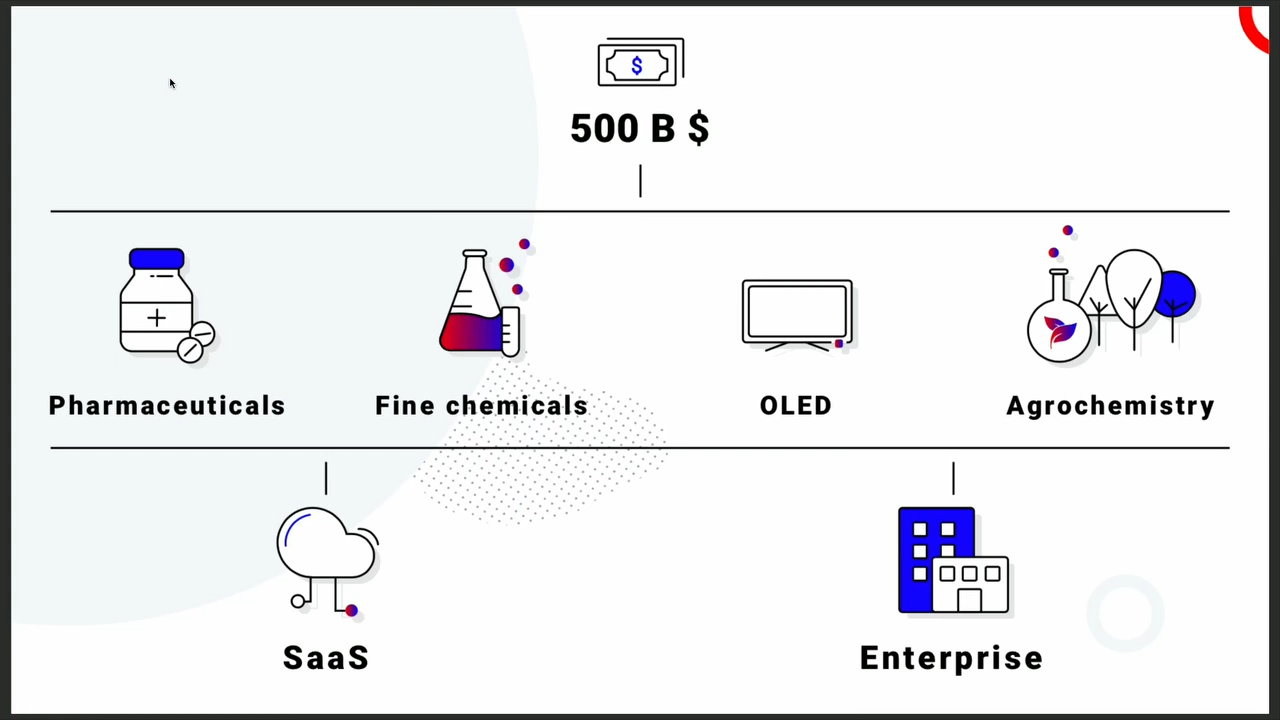 $
500 B $
Pharmaceuticals
Fine chemicals
OLED
Agrochemistry
SaaS
Enterprise